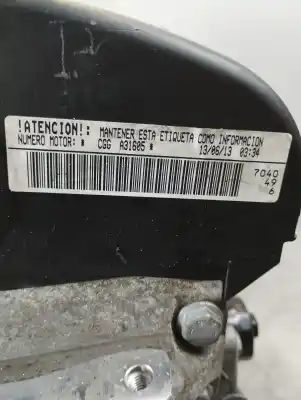 !ATENCION!: MANTENER ESTA ETIQUETA COMO INFORMACION
NUMERO MOTOR: * CGG A31605 * 13/06/13 03:34
7040
49
6